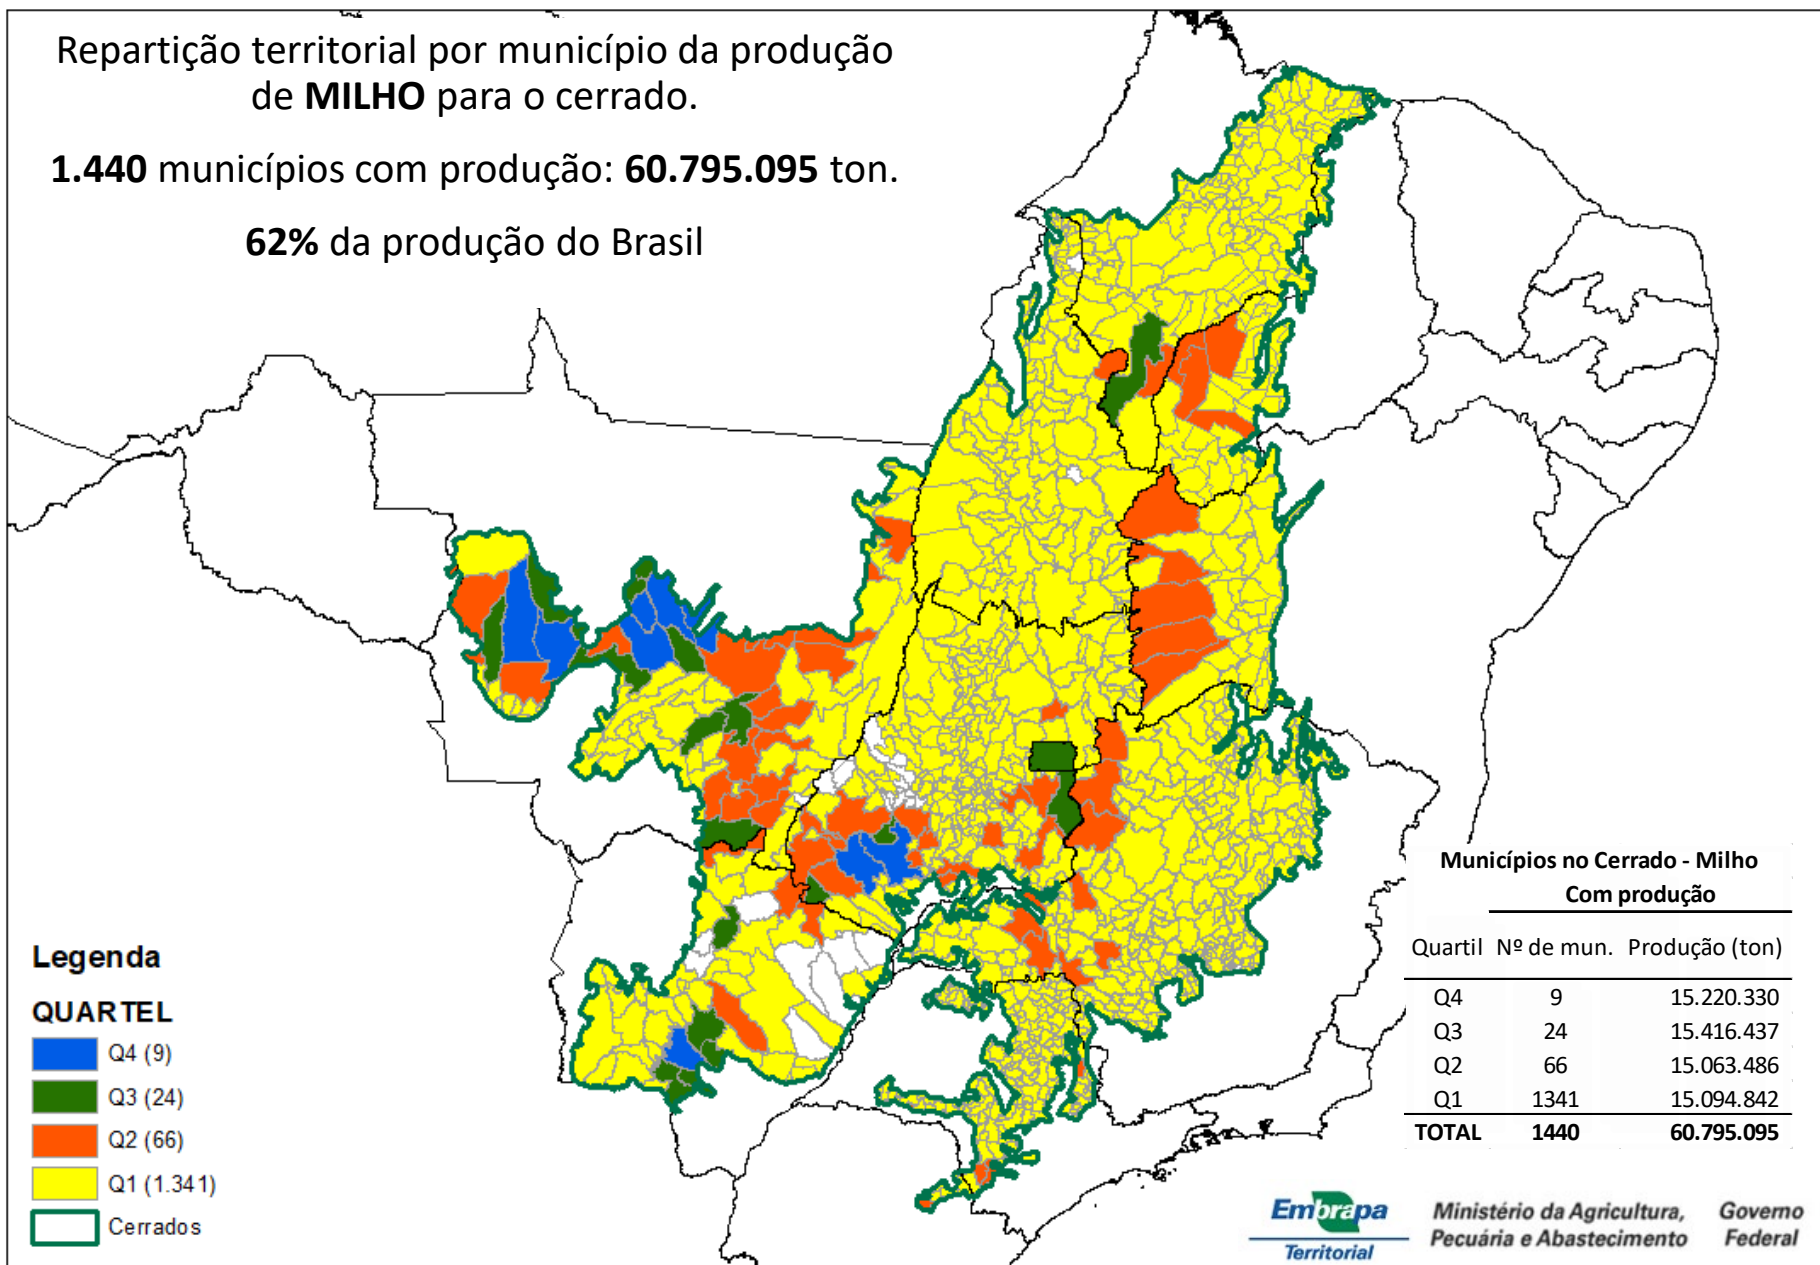 Repartição territorial por município da produção
de MILHO para o cerrado.
1.440 municípios com produção: 60.795.095 ton.
62% da produção do Brasil
Municípios no Cerrado - Milho
Com produção
Quartil Nº de mun. Produção (ton)
Q4 9 15.220.330
Q3 24 15.416.437
Q2 66 15.063.486
Q1 1341 15.094.842
TOTAL 1440 60.795.095
Legenda
QUARTEL
Q4 (9)
Q3 (24)
Q2 (66)
Q1 (1.341)
Cerrados
Embrapa
Territorial
Ministério da Agricultura,
Pecuária e Abastecimento
Governo
Federal